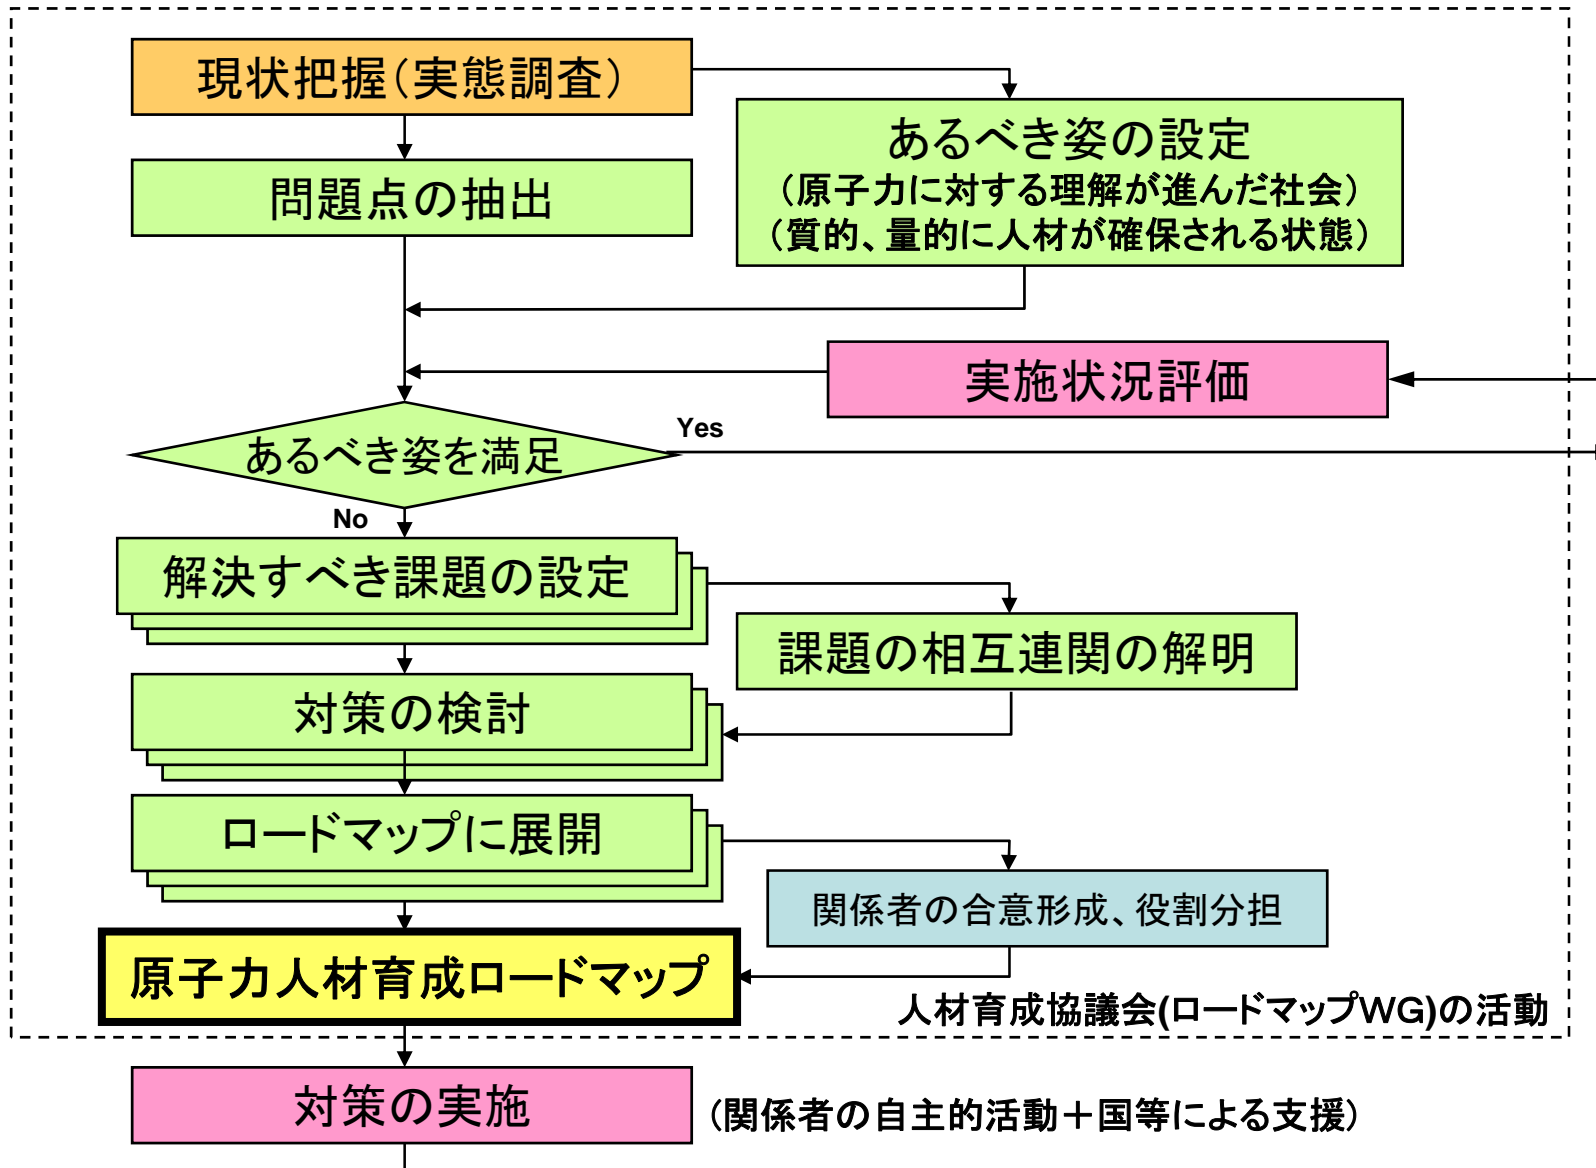 現状把握（実態調査）
あるべき姿の設定
（原子力に対する理解が進んだ社会）
（質的、量的に人材が確保される状態）
問題点の抽出
実施状況評価
あるべき姿を満足
Yes
No
解決すべき課題の設定
課題の相互連関の解明
対策の検討
ロードマップに展開
関係者の合意形成、役割分担
原子力人材育成ロードマップ
人材育成協議会(ロードマップWG)の活動
対策の実施
（関係者の自主的活動＋国等による支援）